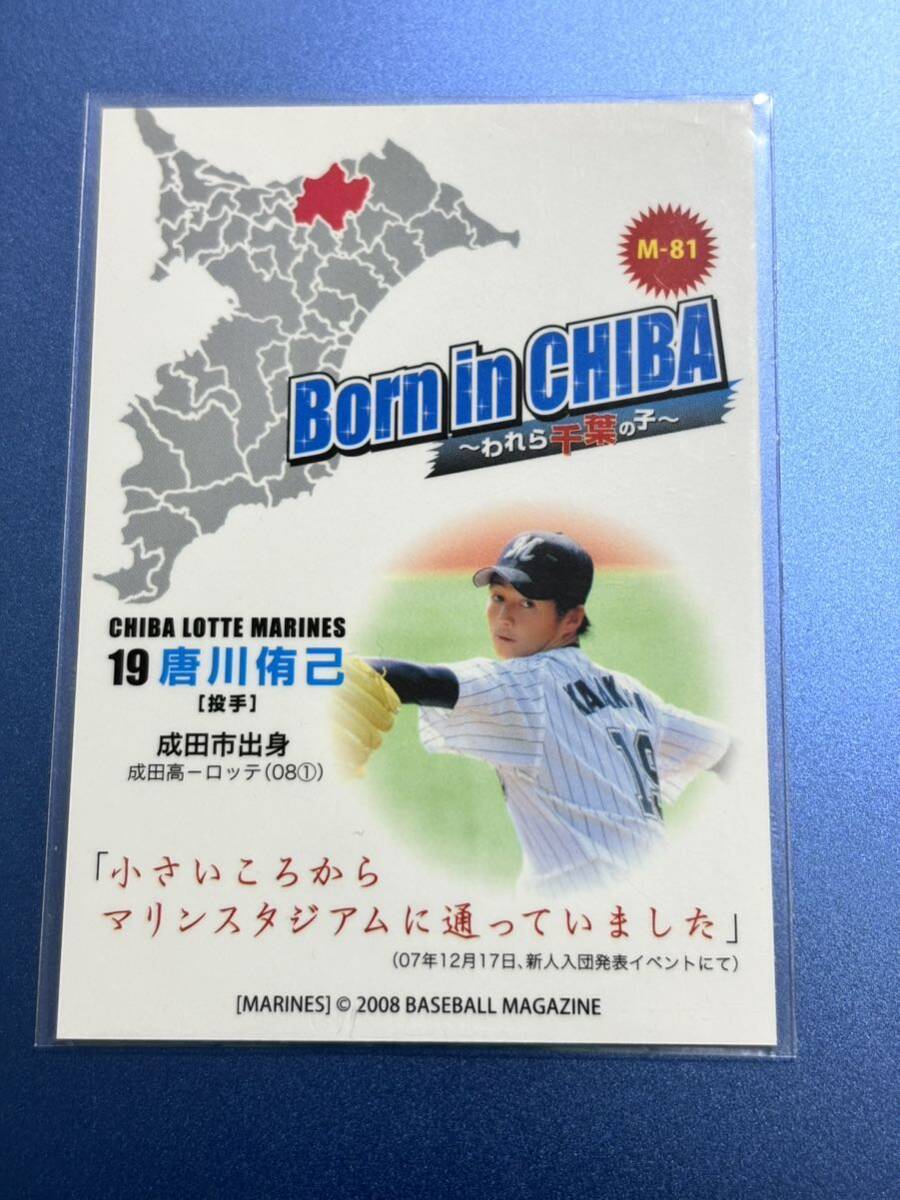 M-81
Born in CHIBA
～われら千葉の子～
CHIBA LOTTE MARINES
19 唐川侑己
[投手]
成田市出身
成田高－ロッテ(08①)
「小さいころから
マリンスタジアムに通っていました」
(07年12月17日、新人入団発表イベントにて)
[MARINES] © 2008 BASEBALL MAGAZINE
M
19